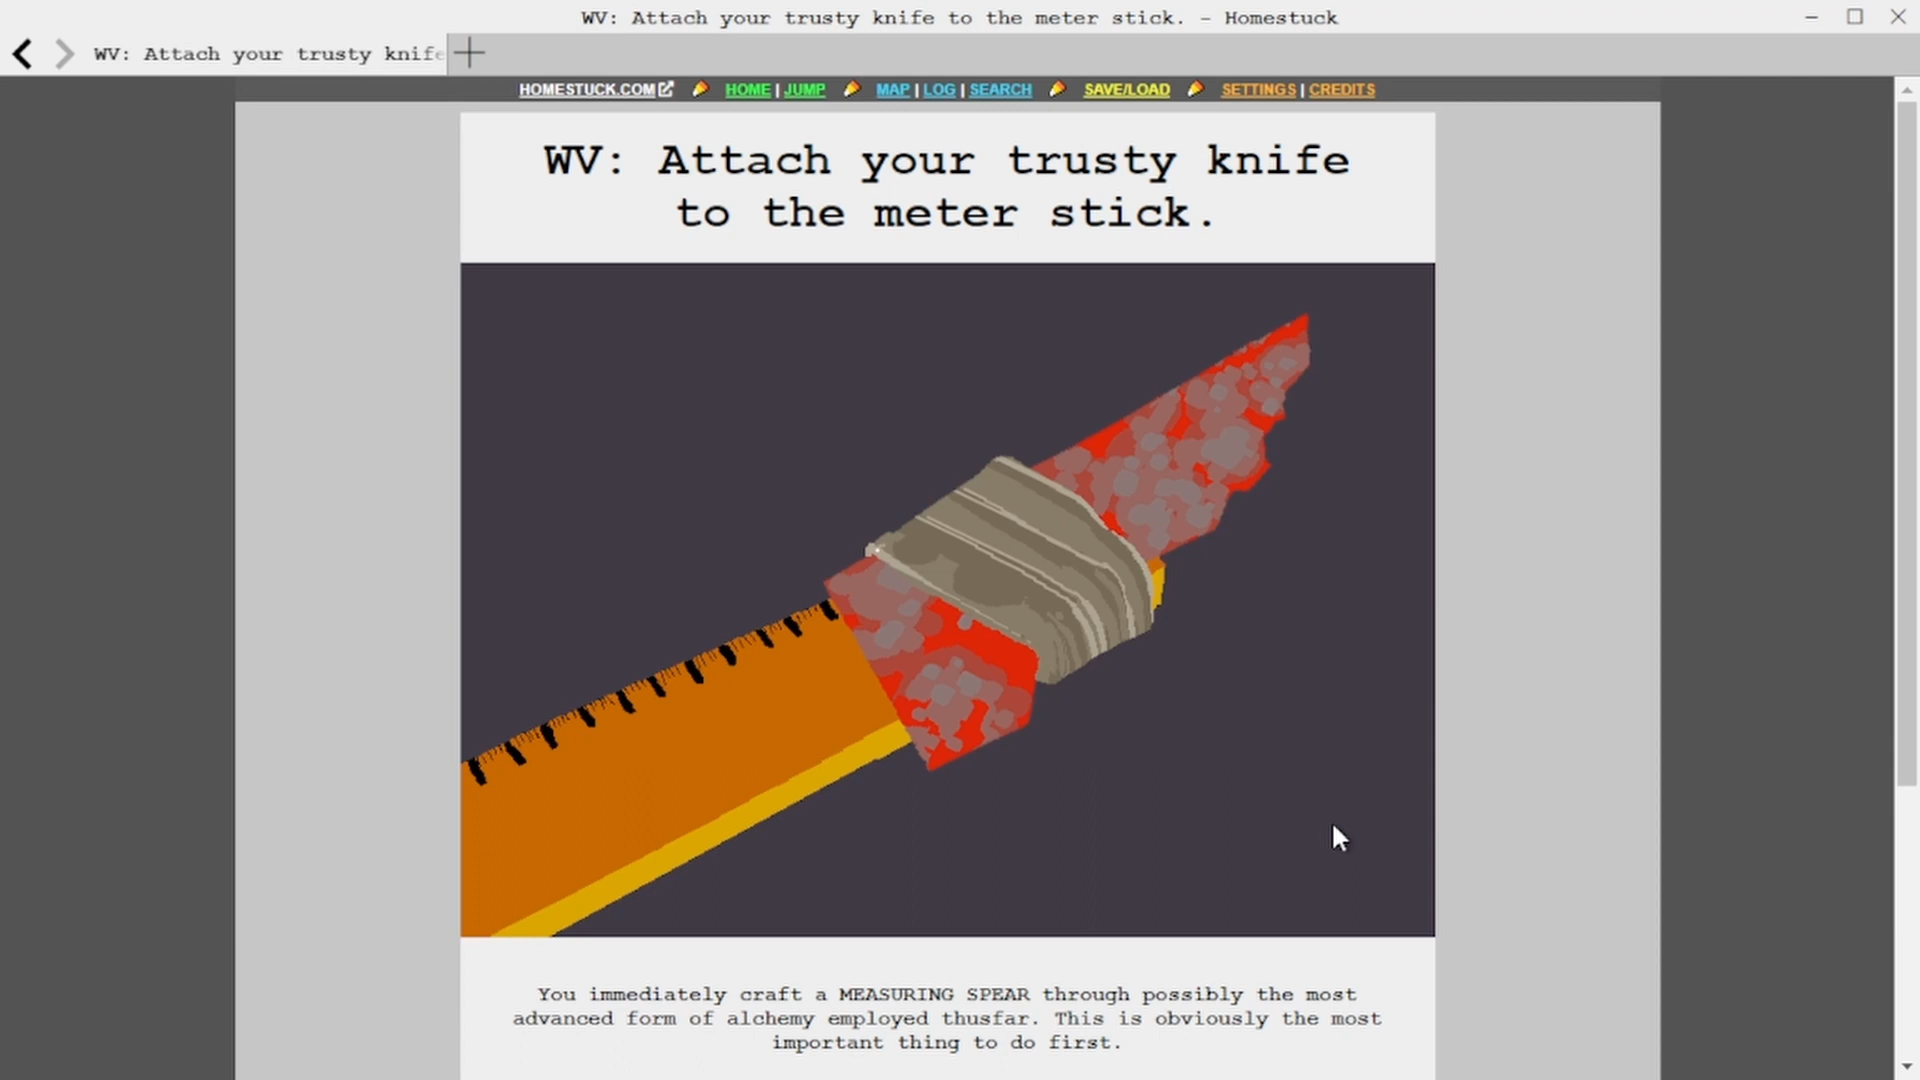 WV: Attach your trusty knife to the meter stick. - Homestuck
WV: Attach your trusty knife
HOMESTUCK.COM HOME | JUMP MAP | LOG | SEARCH SAVE/LOAD SETTINGS | CREDITS
WV: Attach your trusty knife
to the meter stick.
You immediately craft a MEASURING SPEAR through possibly the most
advanced form of alchemy employed thusfar. This is obviously the most
important thing to do first.